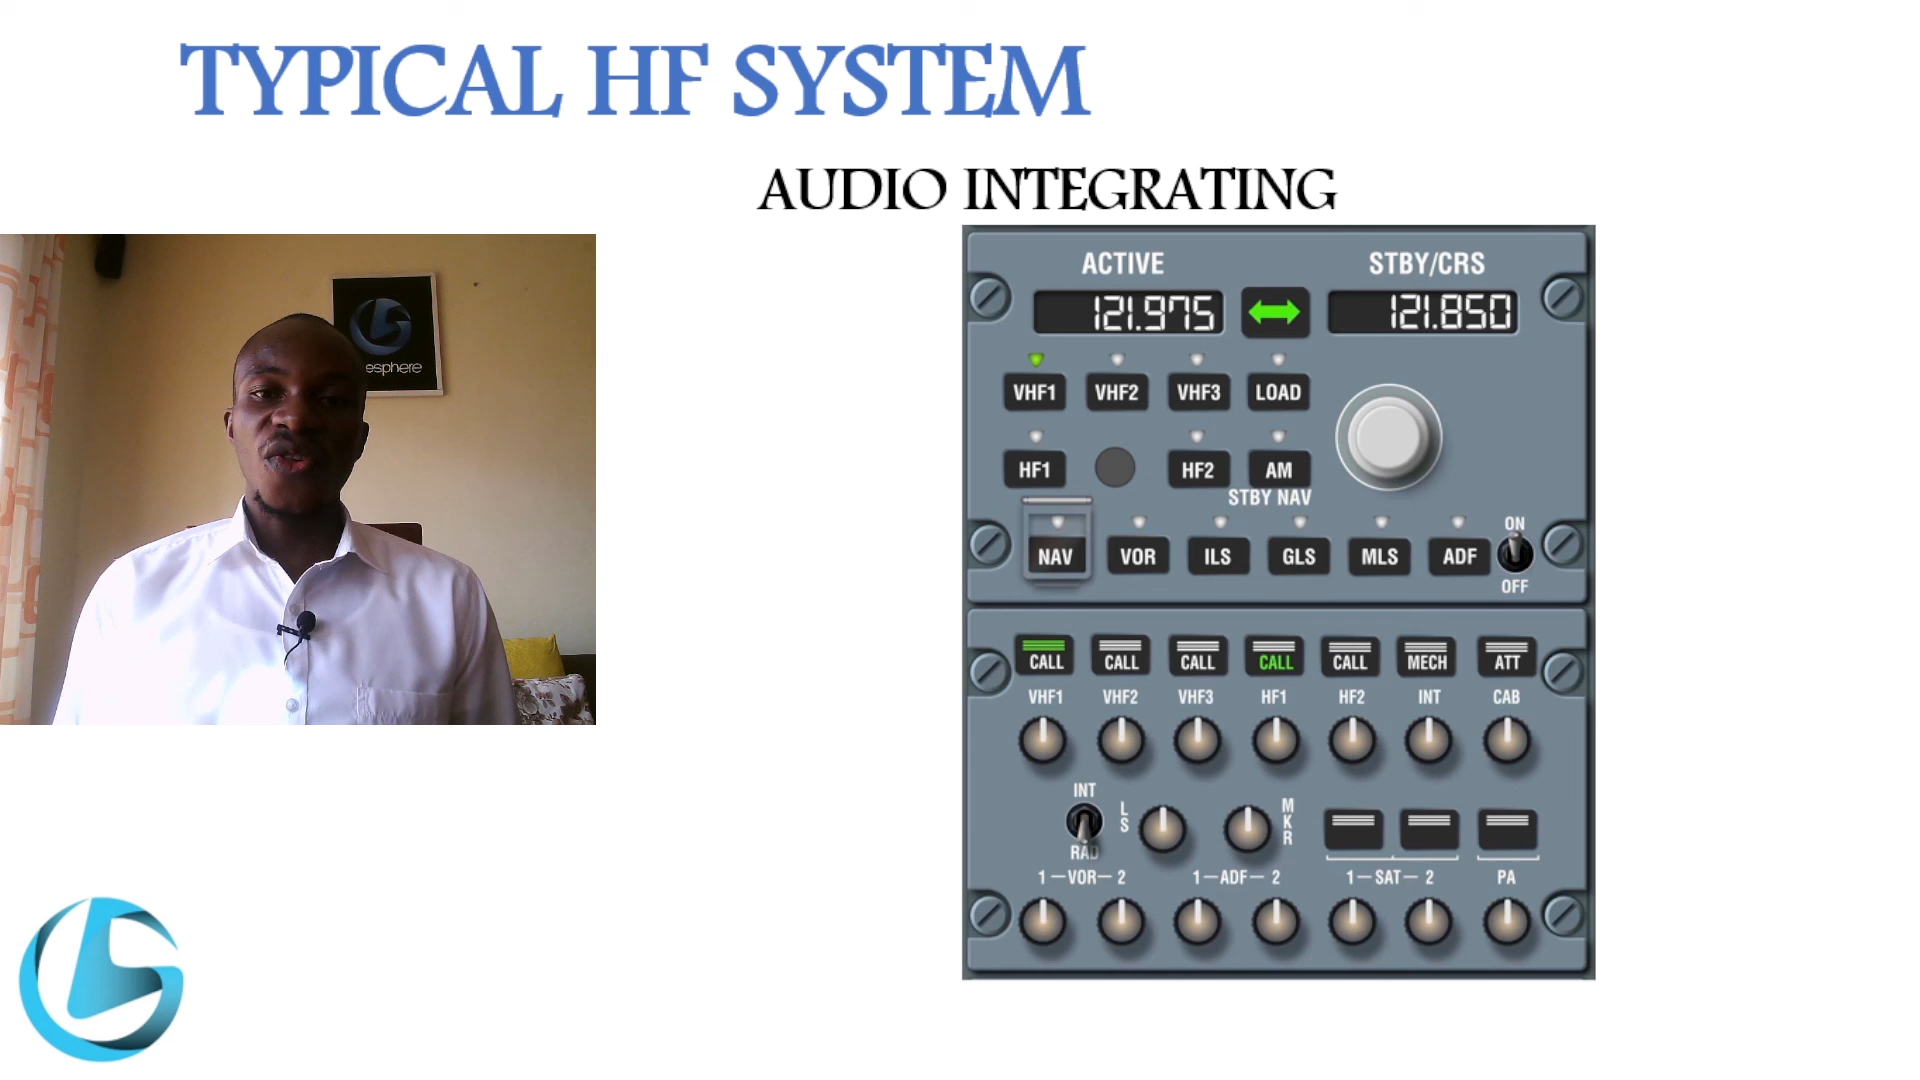 TYPICAL HF SYSTEM
AUDIO INTEGRATING
esphere
ACTIVE STBY/CRS
121.975 121.850
VHF1 VHF2 VHF3 LOAD
HF1 HF2 AM
STBY NAV
ON
NAV VOR ILS GLS MLS ADF
OFF
CALL CALL CALL CALL CALL MECH ATT
VHF1 VHF2 VHF3 HF1 HF2 INT CAB
INT
LS MKR
RAD
1 — VOR — 2 1 — ADF — 2 1 — SAT — 2 PA